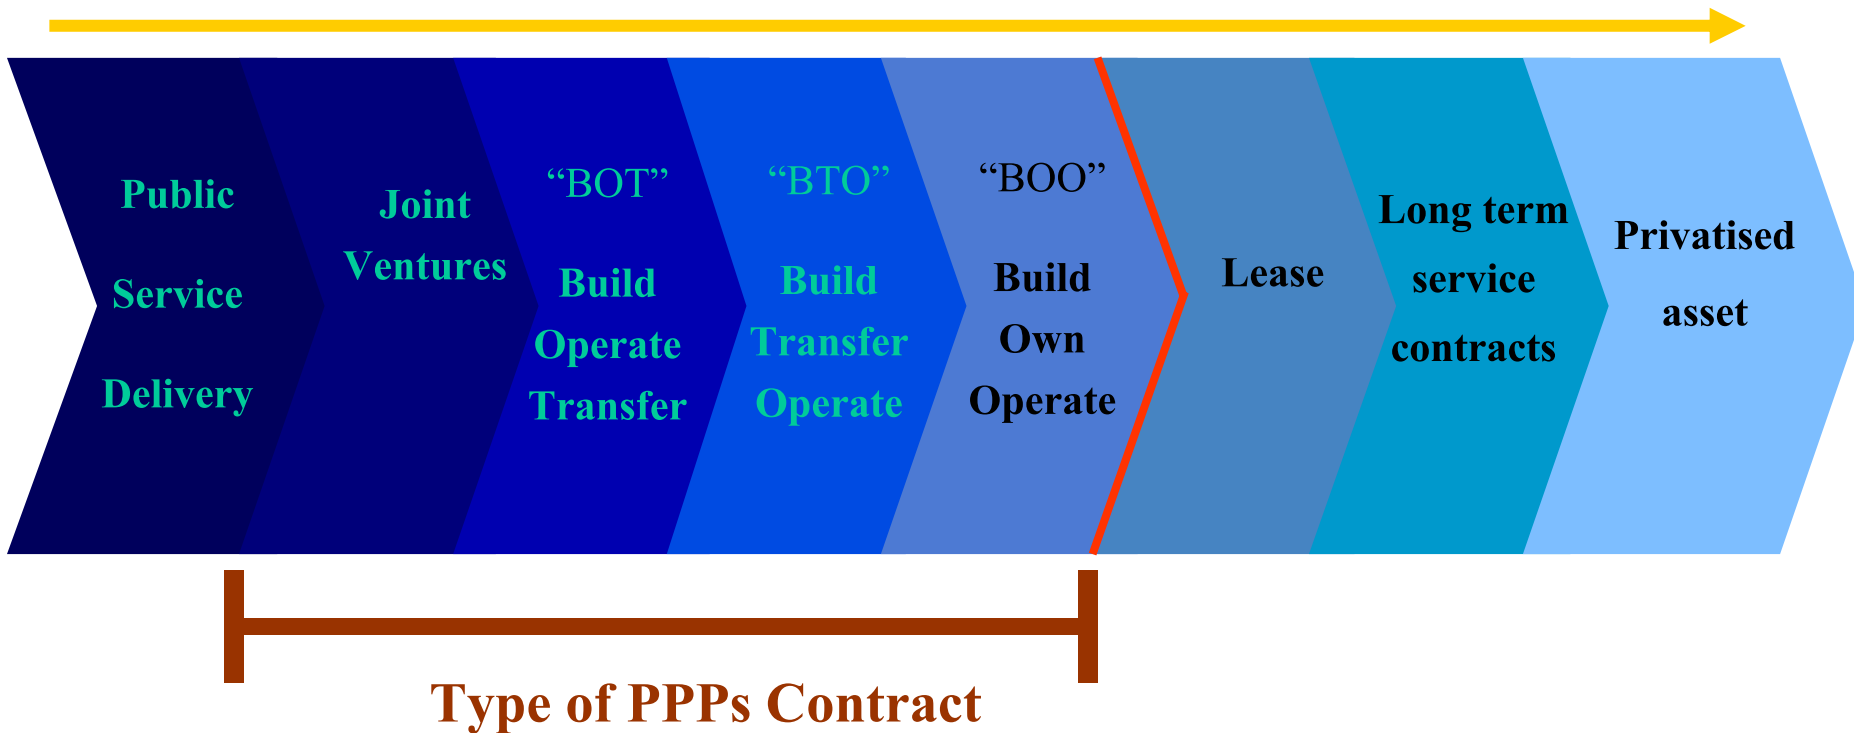 Public
Service
Delivery
Joint
Ventures
“BOT”
Build
Operate
Transfer
“BTO”
Build
Transfer
Operate
“BOO”
Build
Own
Operate
Lease
Long term
service
contracts
Privatised
asset
Type of PPPs Contract